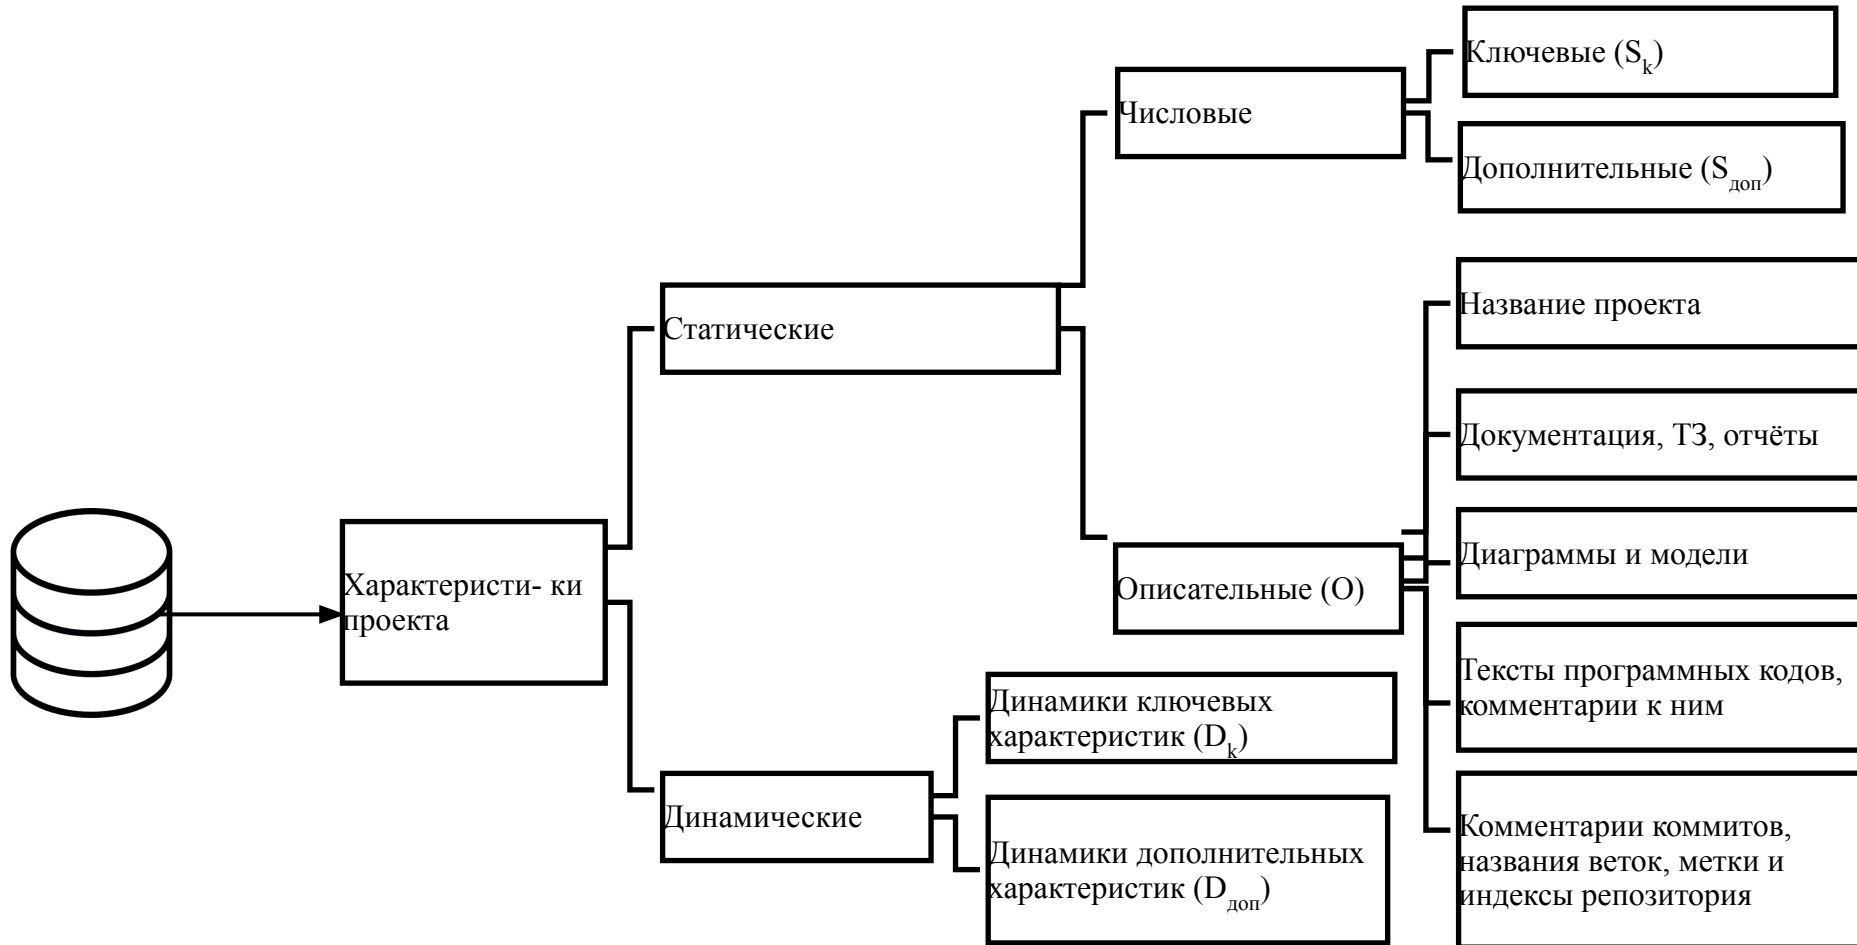 Ключевые (Sk)
Числовые
Дополнительные (Sдоп)
Название проекта
Статические
Документация, ТЗ, отчёты
Диаграммы и модели
Характеристи- ки
проекта
Описательные (О)
Тексты программных кодов,
комментарии к ним
Динамики ключевых
характеристик (Dk)
Динамические
Динамики дополнительных
характеристик (Dдоп)
Комментарии коммитов,
названия веток, метки и
индексы репозитория